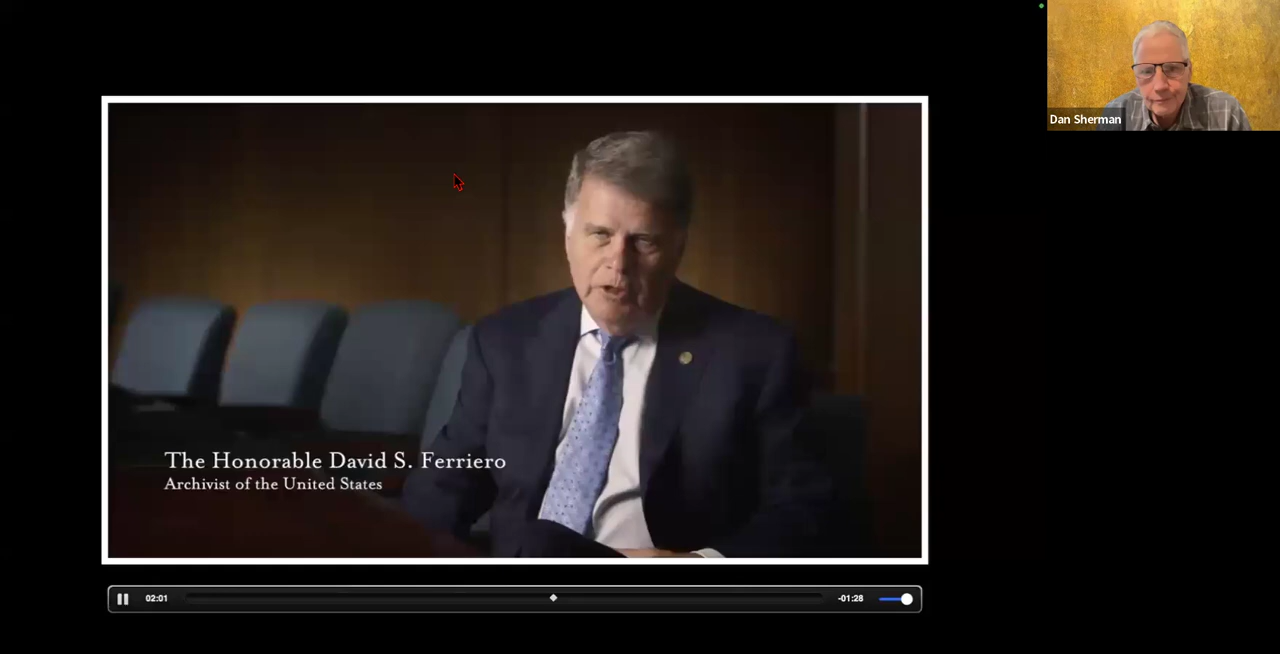 Dan Sherman
The Honorable David S. Ferriero
Archivist of the United States
02:01
-01:28